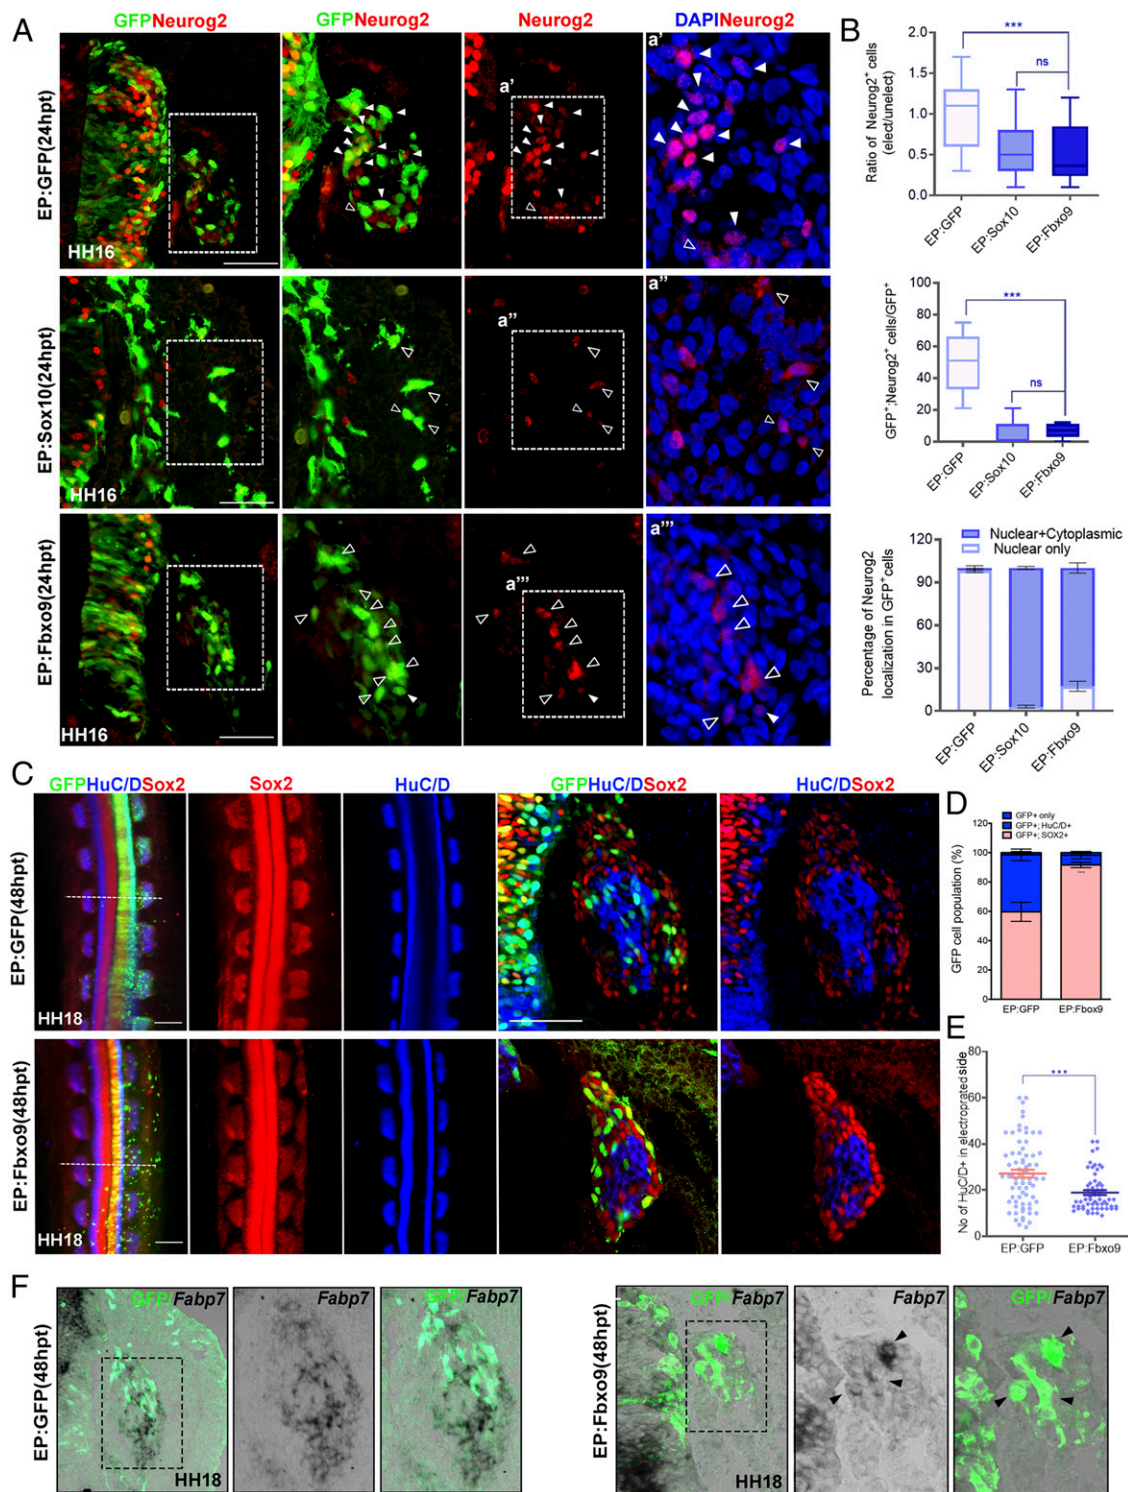 A
GFPNeurog2
GFPNeurog2
Neurog2
DAPINeurog2
EP:GFP(24hpt)
HH16
a'
a'
EP:Sox10(24hpt)
HH16
a''
a''
EP:Fbxo9(24hpt)
HH16
a'''
a'''
B
Ratio of Neurog2+ cells
(elect/unelect)
2.0
1.5
1.0
0.5
0.0
***
ns
EP:GFP
EP:Sox10
EP:Fbxo9
GFP+;Neurog2+ cells/GFP+
100
80
60
40
20
0
***
ns
EP:GFP
EP:Sox10
EP:Fbxo9
Nuclear+Cytoplasmic
Nuclear only
Percentage of Neurog2
localization in GFP+cells
120
90
60
30
0
EP:GFP
EP:Sox10
EP:Fbxo9
C
GFPHuC/DSox2
Sox2
HuC/D
GFPHuC/DSox2
HuC/DSox2
EP:GFP(48hpt)
HH18
EP:Fbxo9(48hpt)
HH18
D
GFP+ only
GFP+; HuC/D+
GFP+; SOX2+
GFP cell population (%)
120
100
80
60
40
20
0
EP:GFP
EP:Fbox9
E
No of HuC/D+ in electroprated side
80
60
40
20
0
***
EP:GFP
EP:Fbxo9
F
EP:GFP(48hpt)
GFP/Fabp7
Fabp7
GFP/Fabp7
HH18
EP:Fbxo9(48hpt)
GFP/Fabp7
Fabp7
GFP/Fabp7
HH18